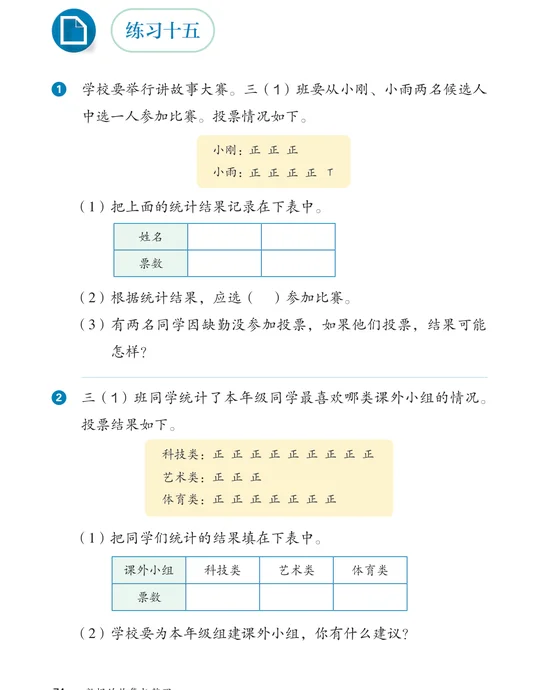 练习十五
1 学校要举行讲故事大赛。三（1）班要从小刚、小雨两名候选人
中选一人参加比赛。投票情况如下。
小刚：正 正 正
小雨：正 正 正 正 丅
（1）把上面的统计结果记录在下表中。
姓名
票数
（2）根据统计结果，应选（ ）参加比赛。
（3）有两名同学因缺勤没参加投票，如果他们投票，结果可能
怎样？
2 三（1）班同学统计了本年级同学最喜欢哪类课外小组的情况。
投票结果如下。
科技类：正 正 正 正 正 正 正 正 正
艺术类：正 正 正
体育类：正 正 正 正 正 正 正
（1）把同学们统计的结果填在下表中。
课外小组 科技类 艺术类 体育类
票数
（2）学校要为本年级组建课外小组，你有什么建议？